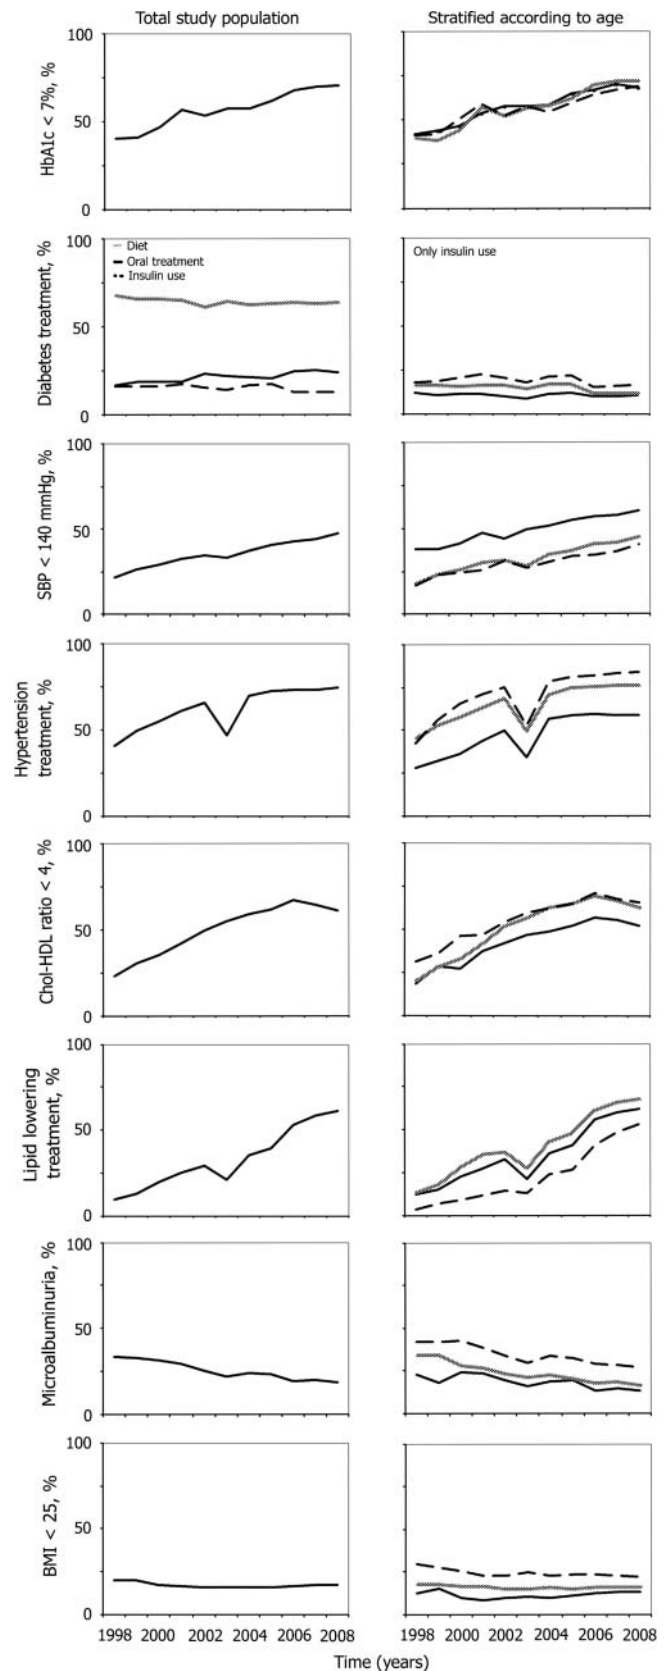 Total study population
Stratified according to age
HbA1c < 7%, %
100
50
0
Diabetes treatment, %
100
50
0
Diet
Oral treatment
Insulin use
Only insulin use
SBP < 140 mmHg, %
100
50
0
Hypertension
treatment, %
100
50
0
Chol-HDL ratio < 4, %
100
50
0
Lipid lowering
treatment, %
100
50
0
Microalbuminuria, %
100
50
0
BMI < 25, %
100
50
0
1998 2000 2002 2004 2006 2008
1998 2000 2002 2004 2006 2008
Time (years)